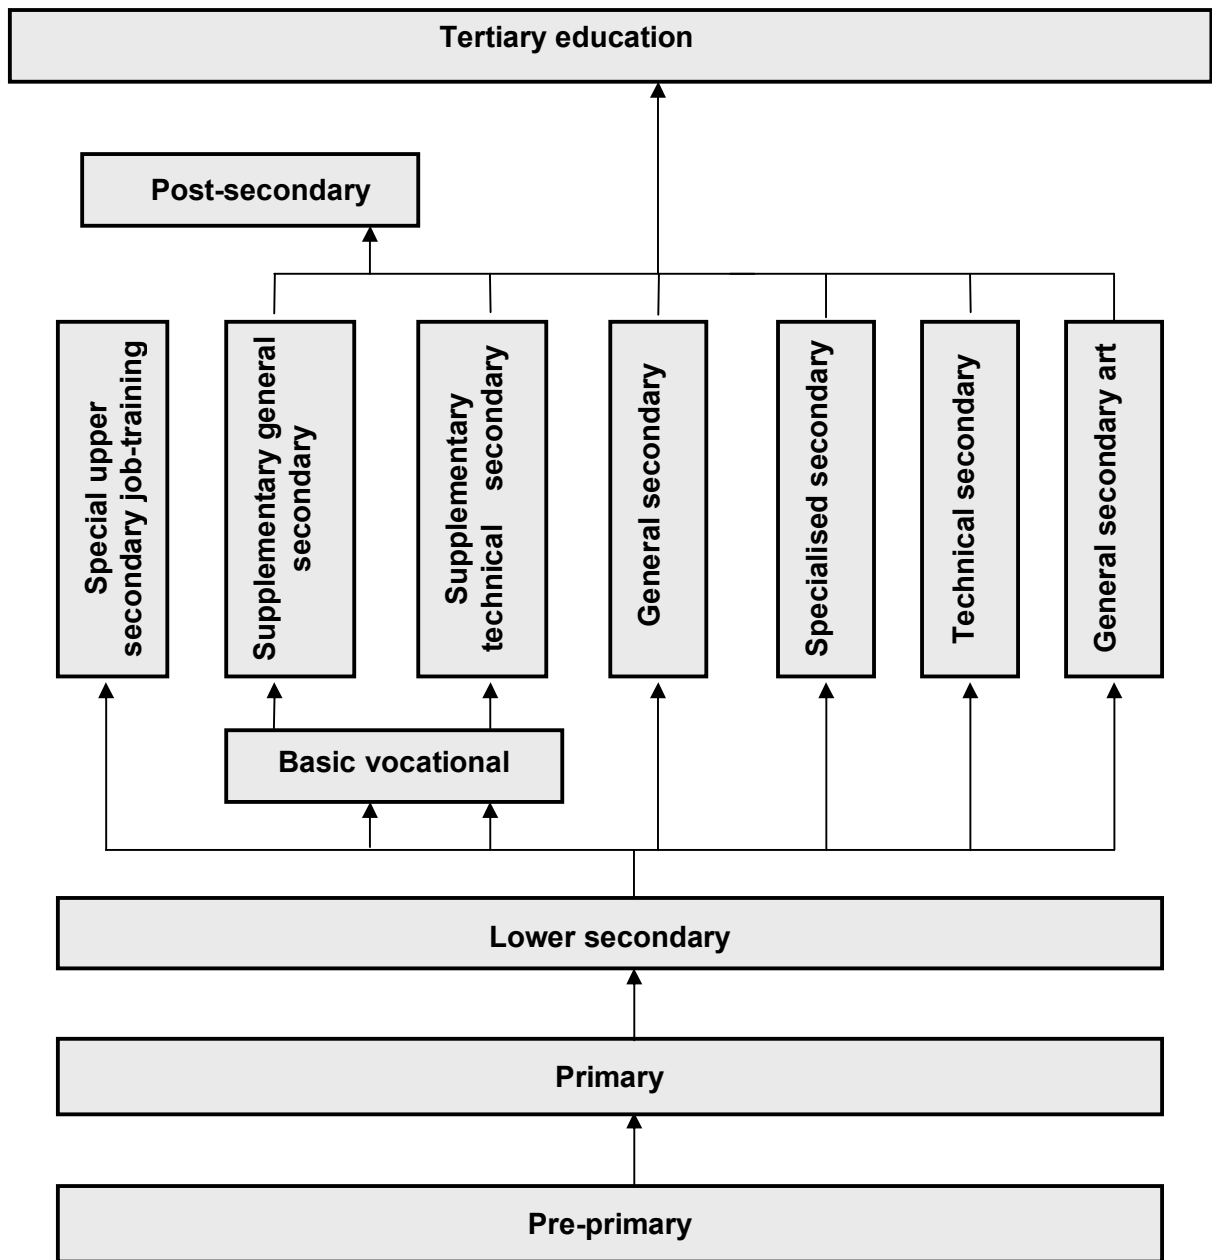 Tertiary education
Post-secondary
Special upper
secondary job-training
Supplementary general
secondary
Supplementary
technical secondary
General secondary
Specialised secondary
Technical secondary
General secondary art
Basic vocational
Lower secondary
Primary
Pre-primary